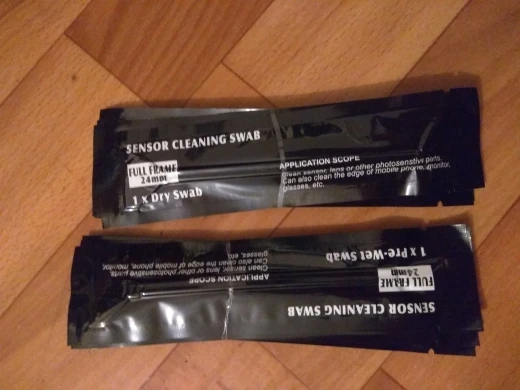 SENSOR CLEANING SWAB
FULL FRAME
24mm
1 x Dry Swab
APPLICATION SCOPE
Clean sensor, lens or other photosensitive parts.
Can also clean the edge of mobile phone, monitor,
glasses, etc.
SENSOR CLEANING SWAB
FULL FRAME
24mm
1 x Pre-Wet Swab
APPLICATION SCOPE
Clean sensor, lens or other photosensitive parts.
Can also clean the edge of mobile phone, monitor,
glasses, etc.